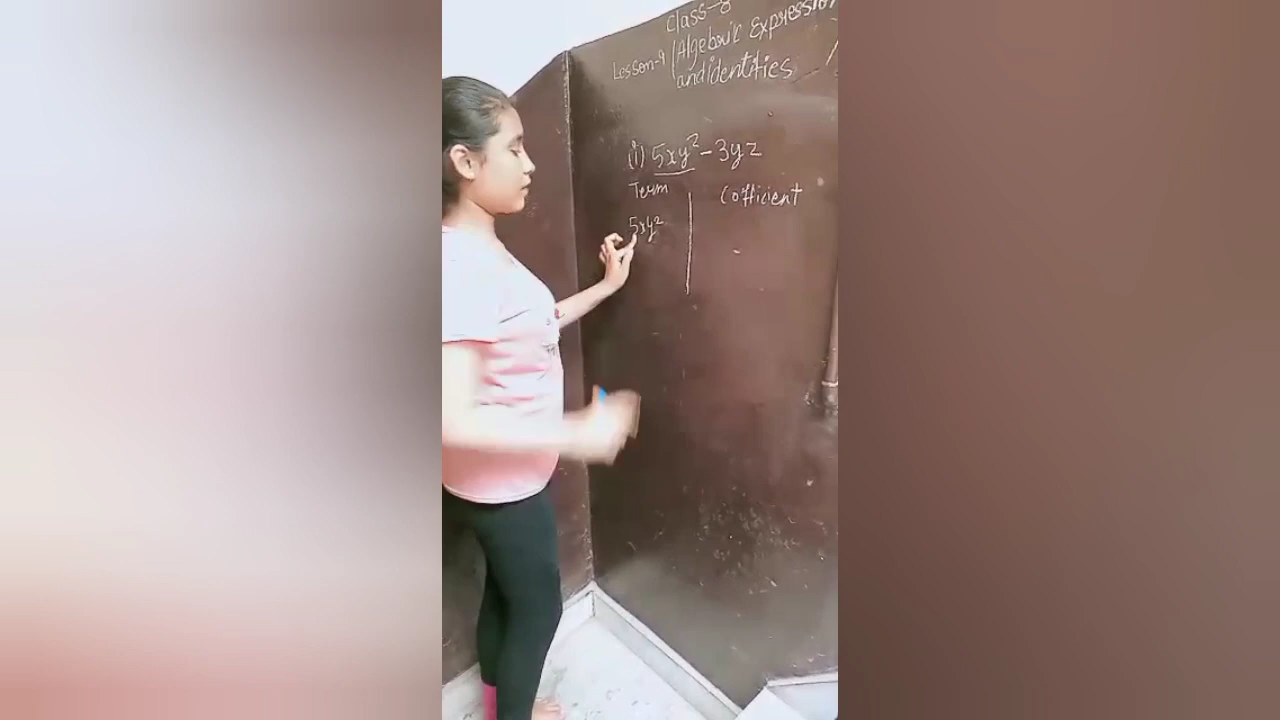 Class-8
Lesson-9 (Algebraic Expression
and identities
(i) 5xy² - 3yz
Term
Cofficient
5xy²